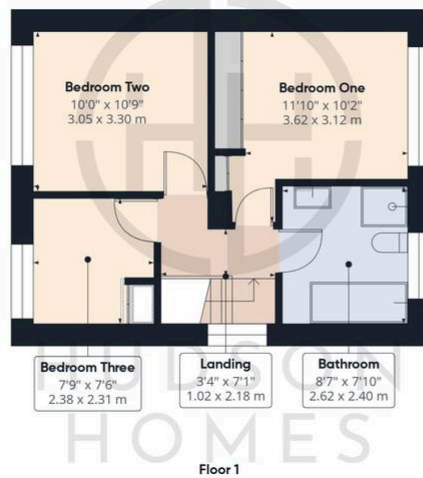 Bedroom Two
10'0" x 10'9"
3.05 x 3.30 m
Bedroom One
11'10" x 10'2"
3.62 x 3.12 m
Bedroom Three
7'9" x 7'6"
2.38 x 2.31 m
Landing
3'4" x 7'1"
1.02 x 2.18 m
Bathroom
8'7" x 7'10"
2.62 x 2.40 m
HUDSON
HOMES
Floor 1